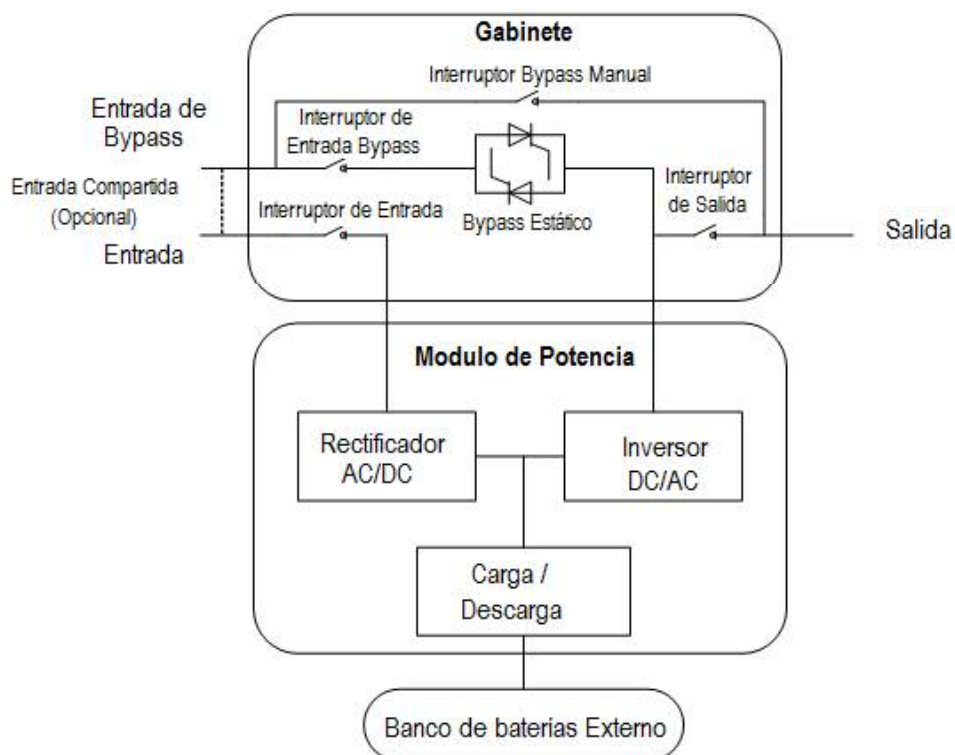 Gabinete
Interruptor Bypass Manual
Entrada de
Bypass
Interruptor de
Entrada Bypass
Entrada Compartida
(Opcional)
Interruptor de Entrada
Bypass Estático
Interruptor
de Salida
Entrada
Salida
Modulo de Potencia
Rectificador
AC/DC
Inversor
DC/AC
Carga /
Descarga
Banco de baterias Externo